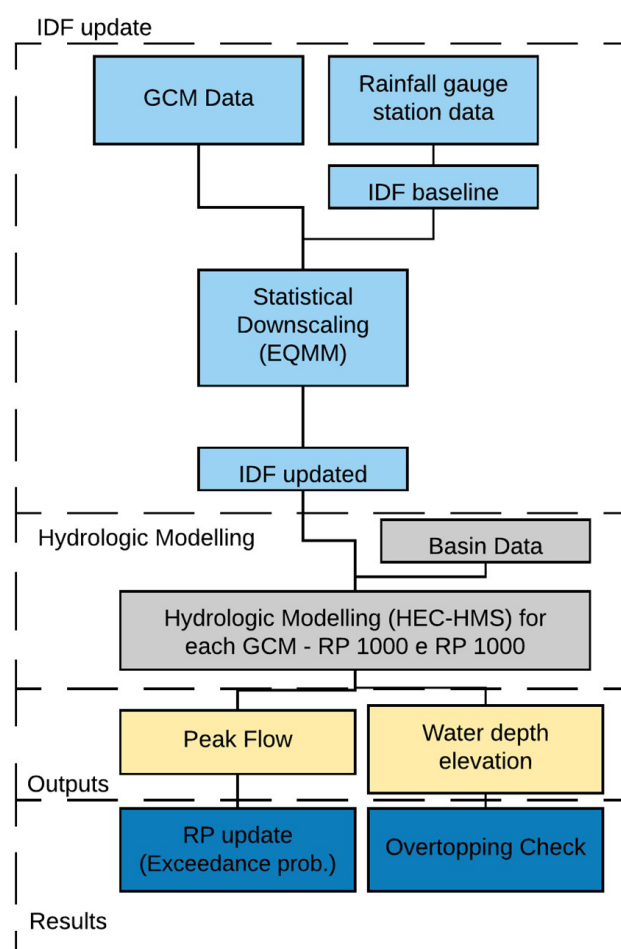 IDF update
GCM Data
Rainfall gauge
station data
IDF baseline
Statistical
Downscaling
(EQMM)
IDF updated
Hydrologic Modelling
Basin Data
Hydrologic Modelling (HEC-HMS) for
each GCM - RP 1000 e RP 1000
Peak Flow
Water depth
elevation
Outputs
RP update
(Exceedance prob.)
Overtopping Check
Results